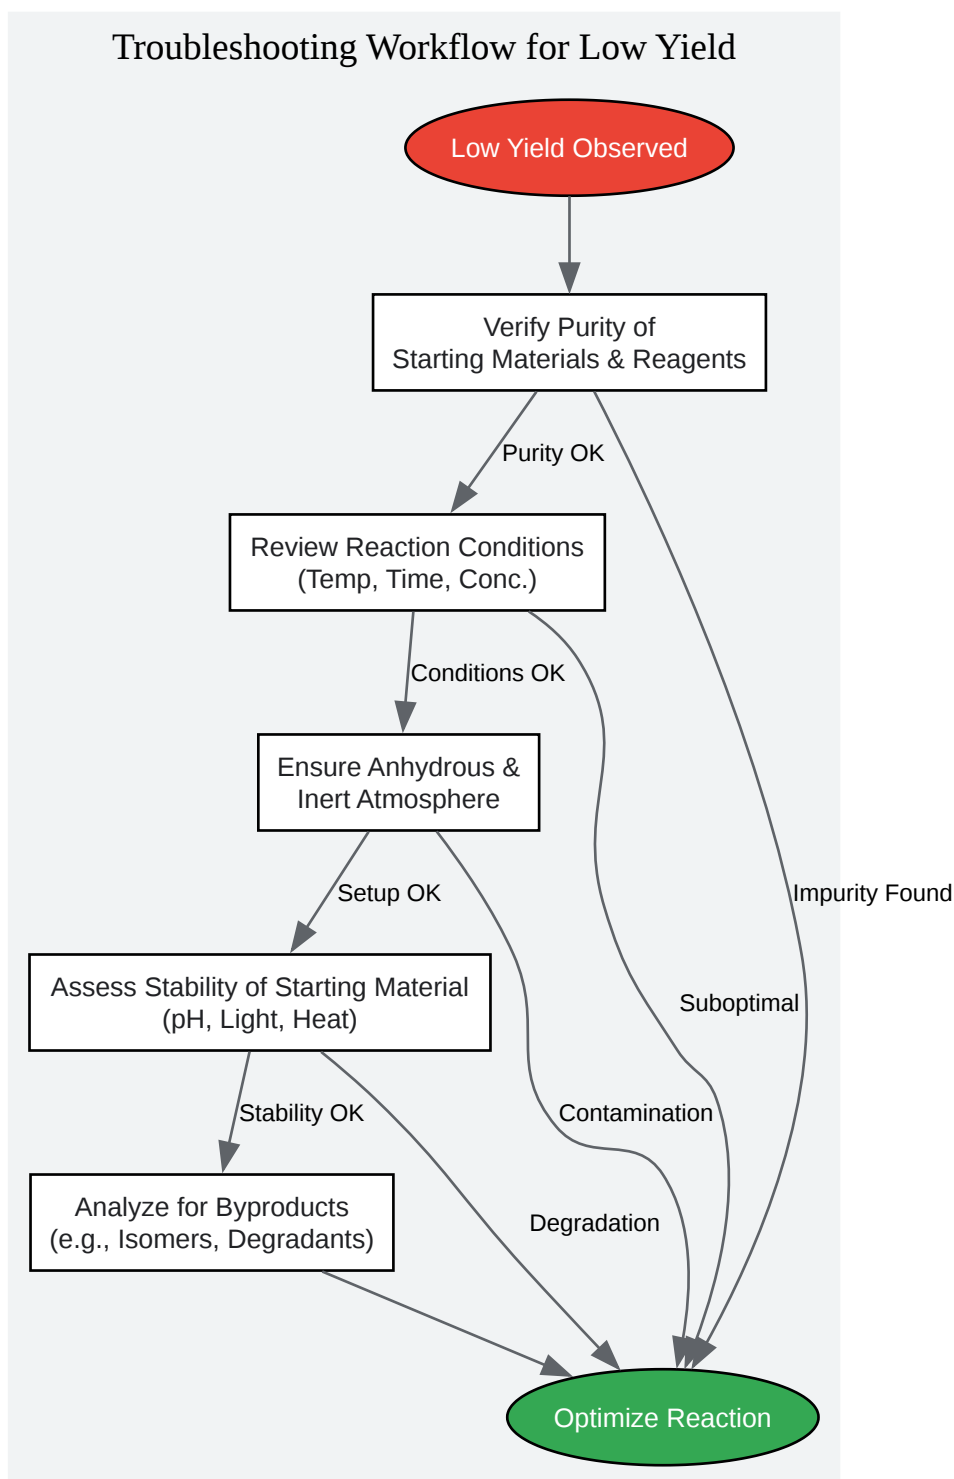 Troubleshooting Workflow for Low Yield
Low Yield Observed
Verify Purity of
Starting Materials & Reagents
Purity OK
Review Reaction Conditions
(Temp, Time, Conc.)
Conditions OK
Ensure Anhydrous &
Inert Atmosphere
Setup OK
Impurity Found
Assess Stability of Starting Material
(pH, Light, Heat)
Suboptimal
Stability OK
Contamination
Analyze for Byproducts
(e.g., Isomers, Degradants)
Degradation
Optimize Reaction